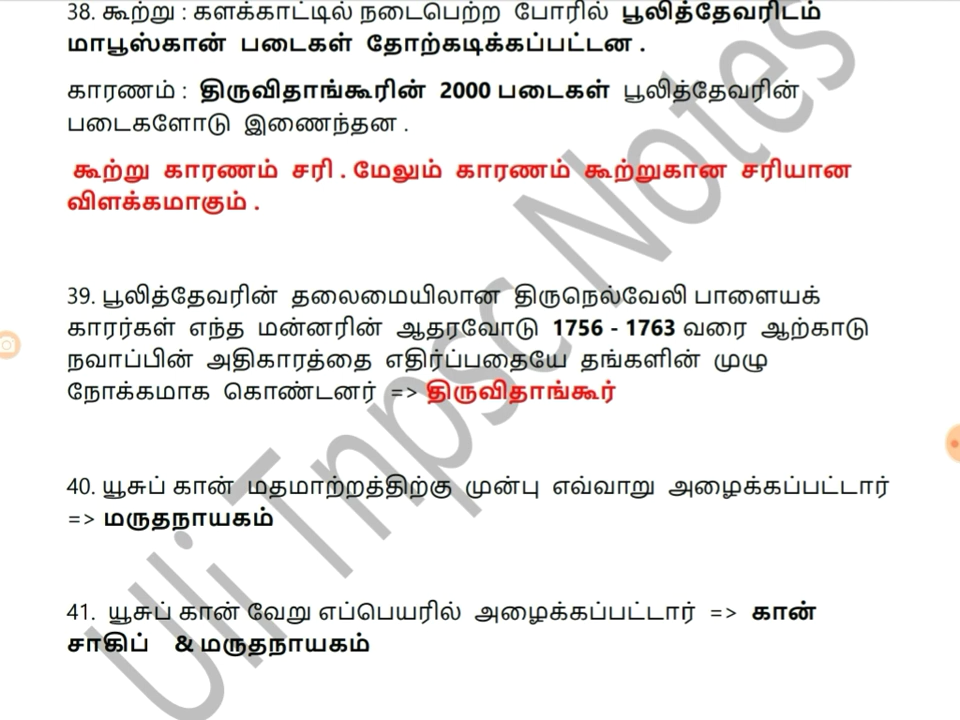 38. கூற்று : களக்காட்டில் நடைபெற்ற போரில் பூலித்தேவரிடம்
மாபூஸ்கான் படைகள் தோற்கடிக்கப்பட்டன .
காரணம் : திருவிதாங்கூரின் 2000 படைகள் பூலித்தேவரின்
படைகளோடு இணைந்தன .
கூற்று காரணம் சரி . மேலும் காரணம் கூற்றுகான சரியான
விளக்கமாகும் .
39. பூலித்தேவரின் தலைமையிலான திருநெல்வேலி பாளையக்
காரர்கள் எந்த மன்னரின் ஆதரவோடு 1756 - 1763 வரை ஆற்காடு
நவாப்பின் அதிகாரத்தை எதிர்ப்பதையே தங்களின் முழு
நோக்கமாக கொண்டனர் => திருவிதாங்கூர்
40. யூசுப் கான் மதமாற்றத்திற்கு முன்பு எவ்வாறு அழைக்கப்பட்டார்
=> மருதநாயகம்
41. யூசுப் கான் வேறு எப்பெயரில் அழைக்கப்பட்டார் => கான்
சாகிப் & மருதநாயகம்
Uli Tnpsc Notes